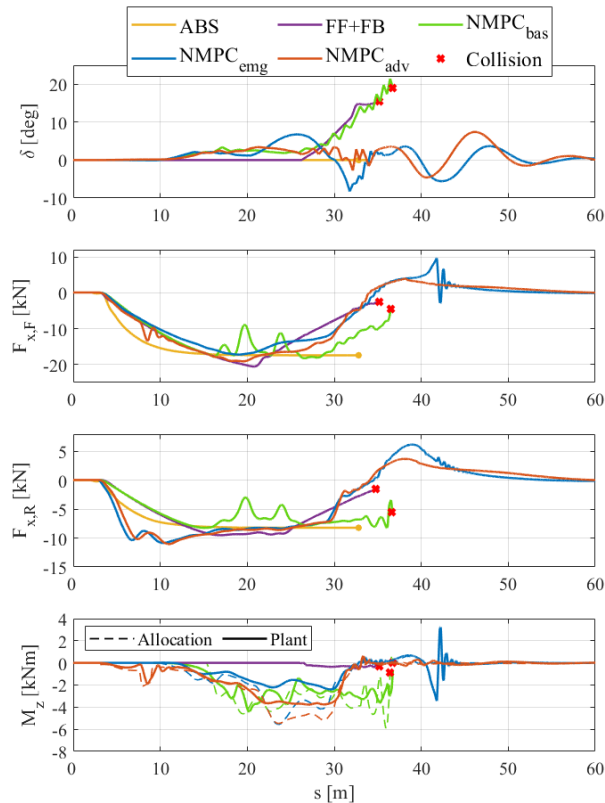 ABS FF+FB NMPC_bas
NMPC_emg NMPC_adv Collision
δ [deg]
20
10
0
-10
0 10 20 30 40 50 60
F_x,F [kN]
10
0
-10
-20
0 10 20 30 40 50 60
F_x,R [kN]
5
0
-5
-10
-15
0 10 20 30 40 50 60
Allocation Plant
M_z [kNm]
4
2
0
-2
-4
-6
-8
0 10 20 30 40 50 60
s [m]